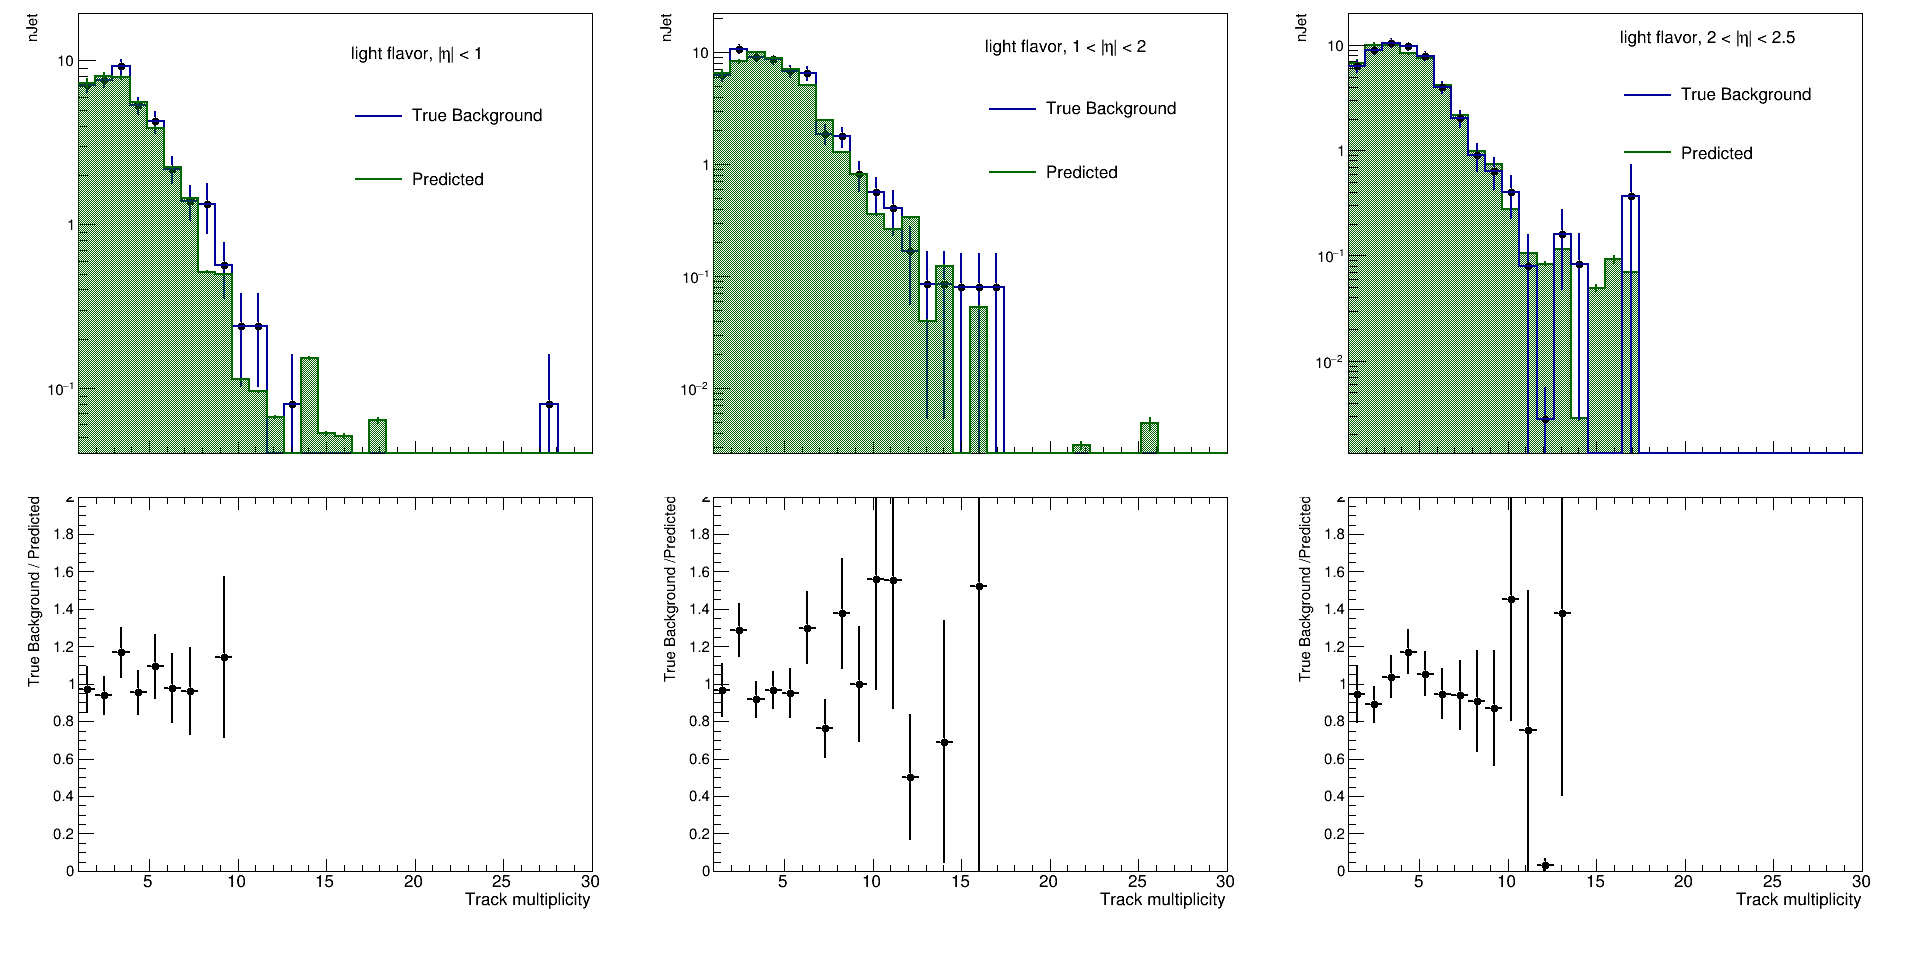 nJet
light flavor, |η| < 1
True Background
Predicted
10
1
10⁻¹
nJet
light flavor, 1 < |η| < 2
True Background
Predicted
10
1
10⁻¹
10⁻²
nJet
light flavor, 2 < |η| < 2.5
True Background
Predicted
10
1
10⁻¹
10⁻²
True Background / Predicted
2
1.8
1.6
1.4
1.2
1
0.8
0.6
0.4
0.2
0
5 10 15 20 25 30
Track multiplicity
True Background /Predicted
2
1.8
1.6
1.4
1.2
1
0.8
0.6
0.4
0.2
0
5 10 15 20 25 30
Track multiplicity
True Background /Predicted
2
1.8
1.6
1.4
1.2
1
0.8
0.6
0.4
0.2
0
5 10 15 20 25 30
Track multiplicity